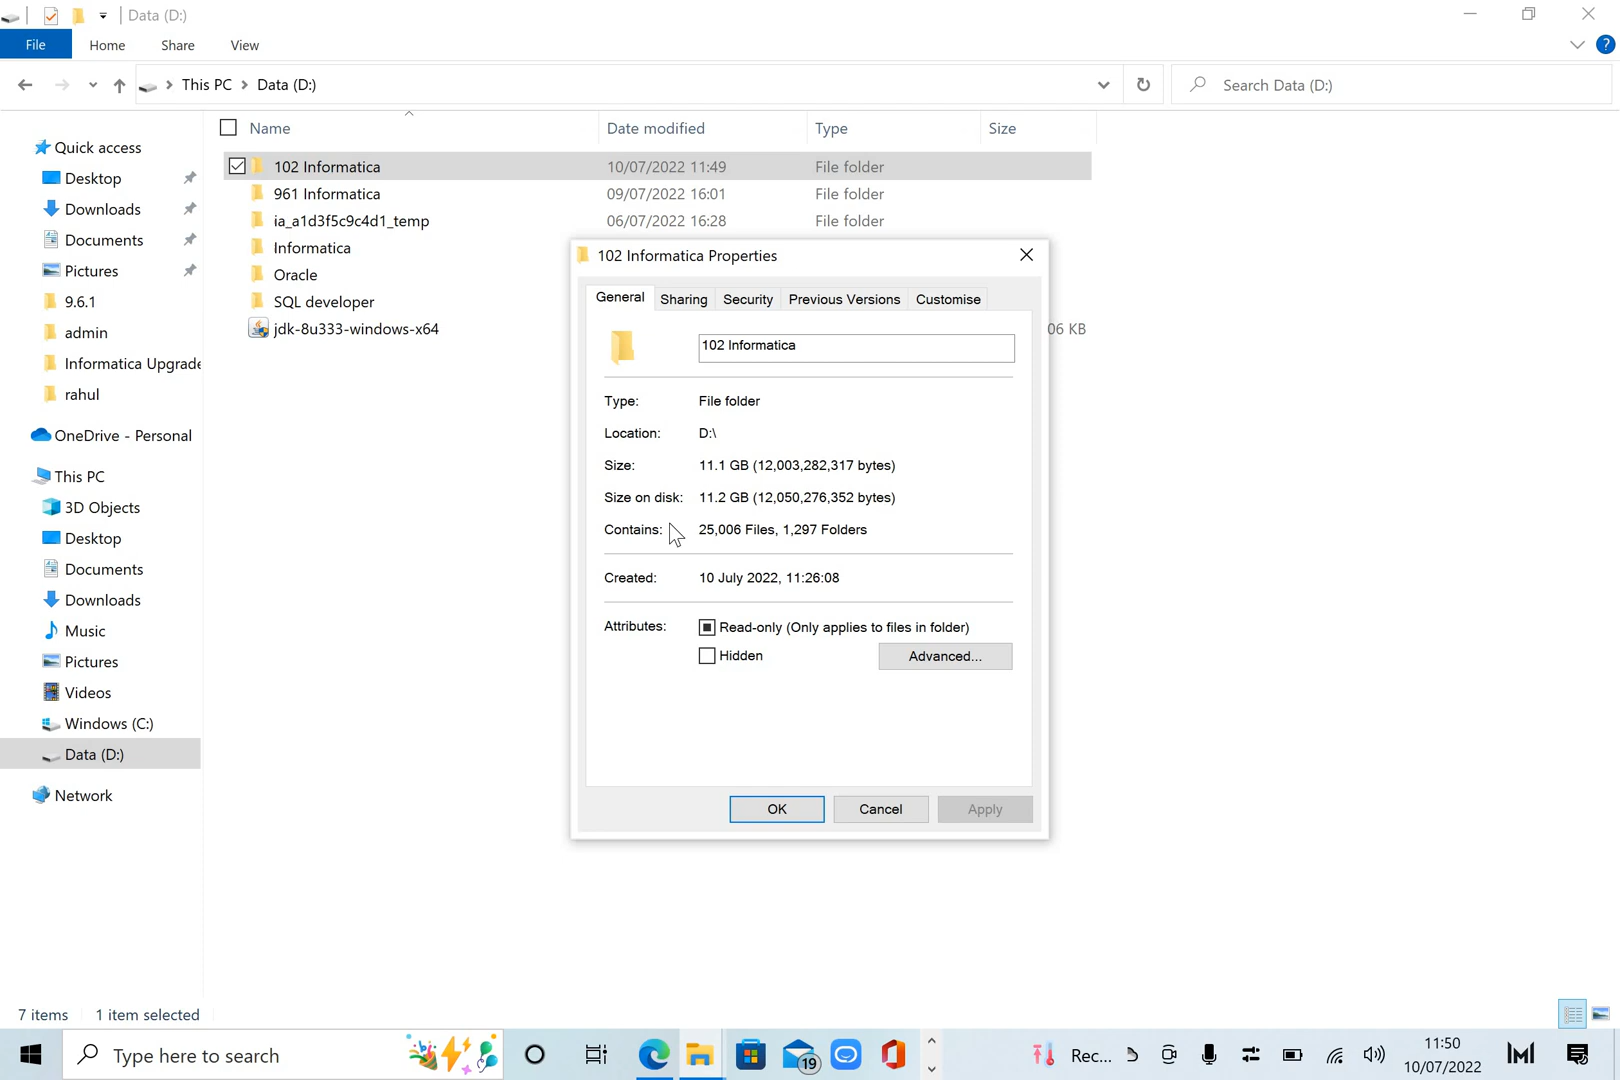 Data (D:)
File Home Share View
This PC Data (D:)
Search Data (D:)
Name Date modified Type Size
Quick access
Desktop
Downloads
Documents
Pictures
9.6.1
admin
Informatica Upgrade
rahul
OneDrive - Personal
This PC
3D Objects
Desktop
Documents
Downloads
Music
Pictures
Videos
Windows (C:)
Data (D:)
Network
102 Informatica 10/07/2022 11:49 File folder
961 Informatica 09/07/2022 16:01 File folder
ia_a1d3f5c9c4d1_temp 06/07/2022 16:28 File folder
Informatica
Oracle
SQL developer
jdk-8u333-windows-x64 06 KB
102 Informatica Properties
General Sharing Security Previous Versions Customise
102 Informatica
Type: File folder
Location: D:\
Size: 11.1 GB (12,003,282,317 bytes)
Size on disk: 11.2 GB (12,050,276,352 bytes)
Contains: 25,006 Files, 1,297 Folders
Created: 10 July 2022, 11:26:08
Attributes: Read-only (Only applies to files in folder)
Hidden Advanced...
OK Cancel Apply
7 items 1 item selected
Type here to search
19
Rec...
11:50
10/07/2022